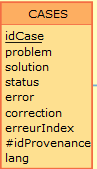 CASES
idCase
problem
solution
status
error
correction
erreurIndex
#idProvenance
lang